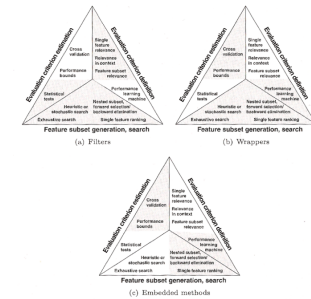 Evaluation criterion estimation
Evaluation criterion definition
Cross
validation
Performance
bounds
Statistical
tests
Single
feature
relevance
Relevance
in context
Feature subset
relevance
Performance
learning
machine
Heuristic or
stochastic search
Exhaustive search
Nested subset,
forward selection/
backward elimination
Single feature ranking
Feature subset generation, search
(a) Filters
Evaluation criterion estimation
Evaluation criterion definition
Cross
validation
Performance
bounds
Statistical
tests
Single
feature
relevance
Relevance
in context
Feature subset
relevance
Performance
learning
machine
Heuristic or
stochastic search
Exhaustive search
Nested subset,
forward selection/
backward elimination
Single feature ranking
Feature subset generation, search
(b) Wrappers
Evaluation criterion estimation
Evaluation criterion definition
Cross
validation
Performance
bounds
Statistical
tests
Single
feature
relevance
Relevance
in context
Feature subset
relevance
Performance
learning
machine
Heuristic or
stochastic search
Exhaustive search
Nested subset,
forward selection/
backward elimination
Single feature ranking
Feature subset generation, search
(c) Embedded methods